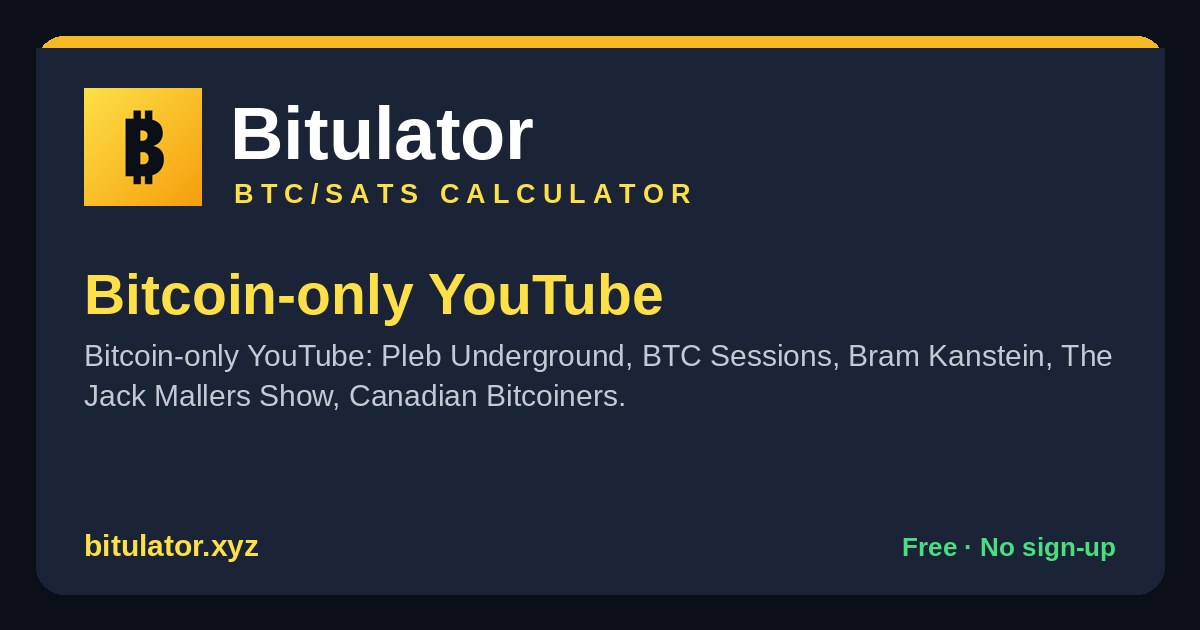 Bitulator
BTC/SATS CALCULATOR
Bitcoin-only YouTube
Bitcoin-only YouTube: Pleb Underground, BTC Sessions, Bram Kanstein, The
Jack Mallers Show, Canadian Bitcoiners.
bitulator.xyz
Free · No sign-up